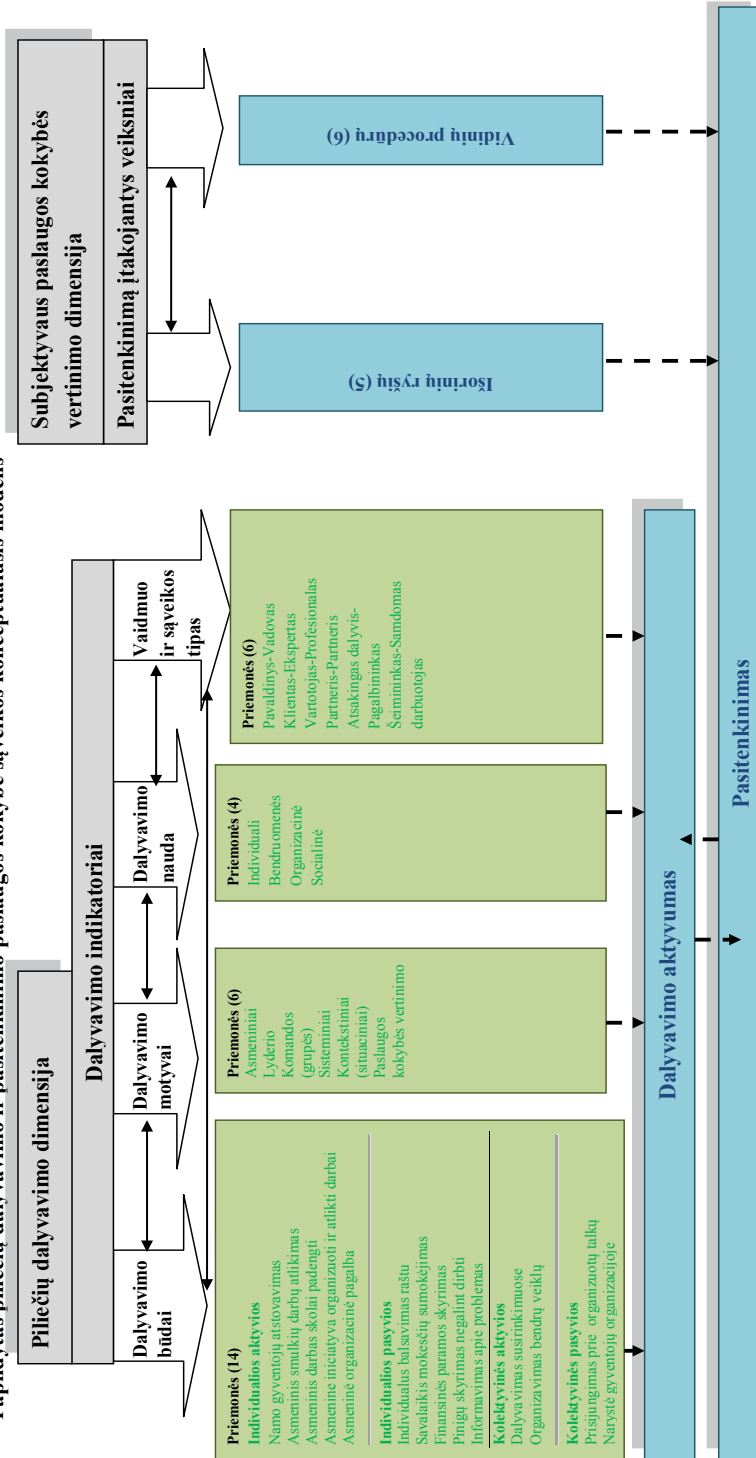 Papildytas piliečių dalyvavimo ir pasitenkinimo paslaugos kokybe sąveikos konceptualusis modelis
Piliečių dalyvavimo dimensija
Dalyvavimo indikatoriai
Dalyvavimo
būdai
Dalyvavimo
motyvai
Dalyvavimo
nauda
Vaidmuo
ir sąveikos
tipas
Priemonės (14)
Individualios aktyvios
Namo gyventojų atstovavimas
Asmeninis smulkių darbų atlikimas
Asmeninis darbas skolai padengti
Asmeninė iniciatyva organizuoti ir atlikti darbai
Asmeninė organizacinė pagalba
Individualios pasyvios
Individualus balsavimas raštu
Savalaikis mokesčių sumokėjimas
Finansinės paramos skyrimas
Pinigų skyrimas negalint dirbti
Informavimas apie problemas
Kolektyvinės aktyvios
Dalyvavimas susirinkimuose
Organizavimas bendrų veiklų
Kolektyvinės pasyvios
Prisijungimas prie organizuotų talkų
Narystė gyventojų organizacijoje
Priemonės (6)
Asmeniniai
Lyderio
Komandos
(grupės)
Sisteminiai
Kontekstiniai
(situaciniai)
Paslaugos
kokybės vertinimo
Priemonės (4)
Individuali
Bendruomenės
Organizacinė
Socialinė
Priemonės (6)
Pavaldinys-Vadovas
Klientas-Ekspertas
Vartotojas-Profesionalas
Partneris-Partneris
Atsakingas dalyvis-
Pagalbininkas
Šeimininkas-Samdomas
darbuotojas
Dalyvavimo aktyvumas
Subjektyvaus paslaugos kokybės
vertinimo dimensija
Pasitenkinimą įtakojantys veiksniai
Išorinių ryšių (5)
Vidinių procedūrų (6)
Pasitenkinimas